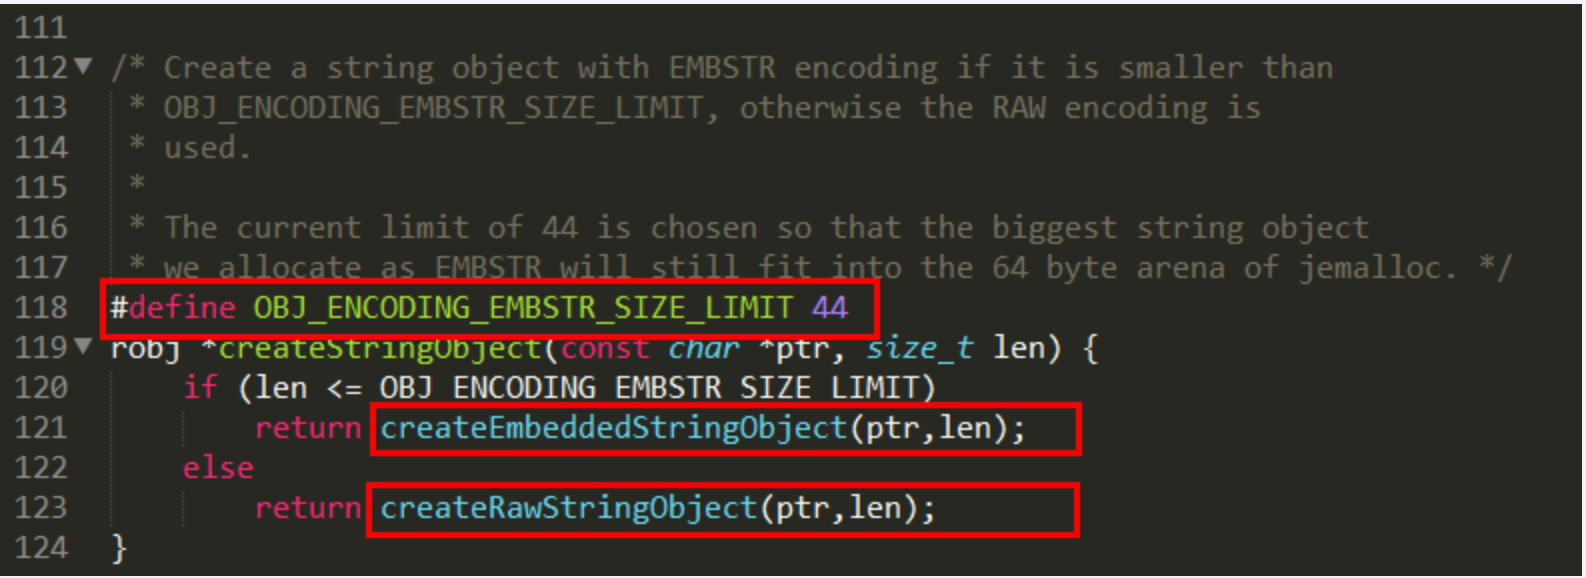 111
112 /* Create a string object with EMBSTR encoding if it is smaller than
113 * OBJ_ENCODING_EMBSTR_SIZE_LIMIT, otherwise the RAW encoding is
114 * used.
115 *
116 * The current limit of 44 is chosen so that the biggest string object
117 * we allocate as EMBSTR will still fit into the 64 byte arena of jemalloc. */
118 #define OBJ_ENCODING_EMBSTR_SIZE_LIMIT 44
119 robj *createStringObject(const char *ptr, size_t len) {
120 if (len <= OBJ_ENCODING_EMBSTR_SIZE_LIMIT)
121 return createEmbeddedStringObject(ptr,len);
122 else
123 return createRawStringObject(ptr,len);
124 }